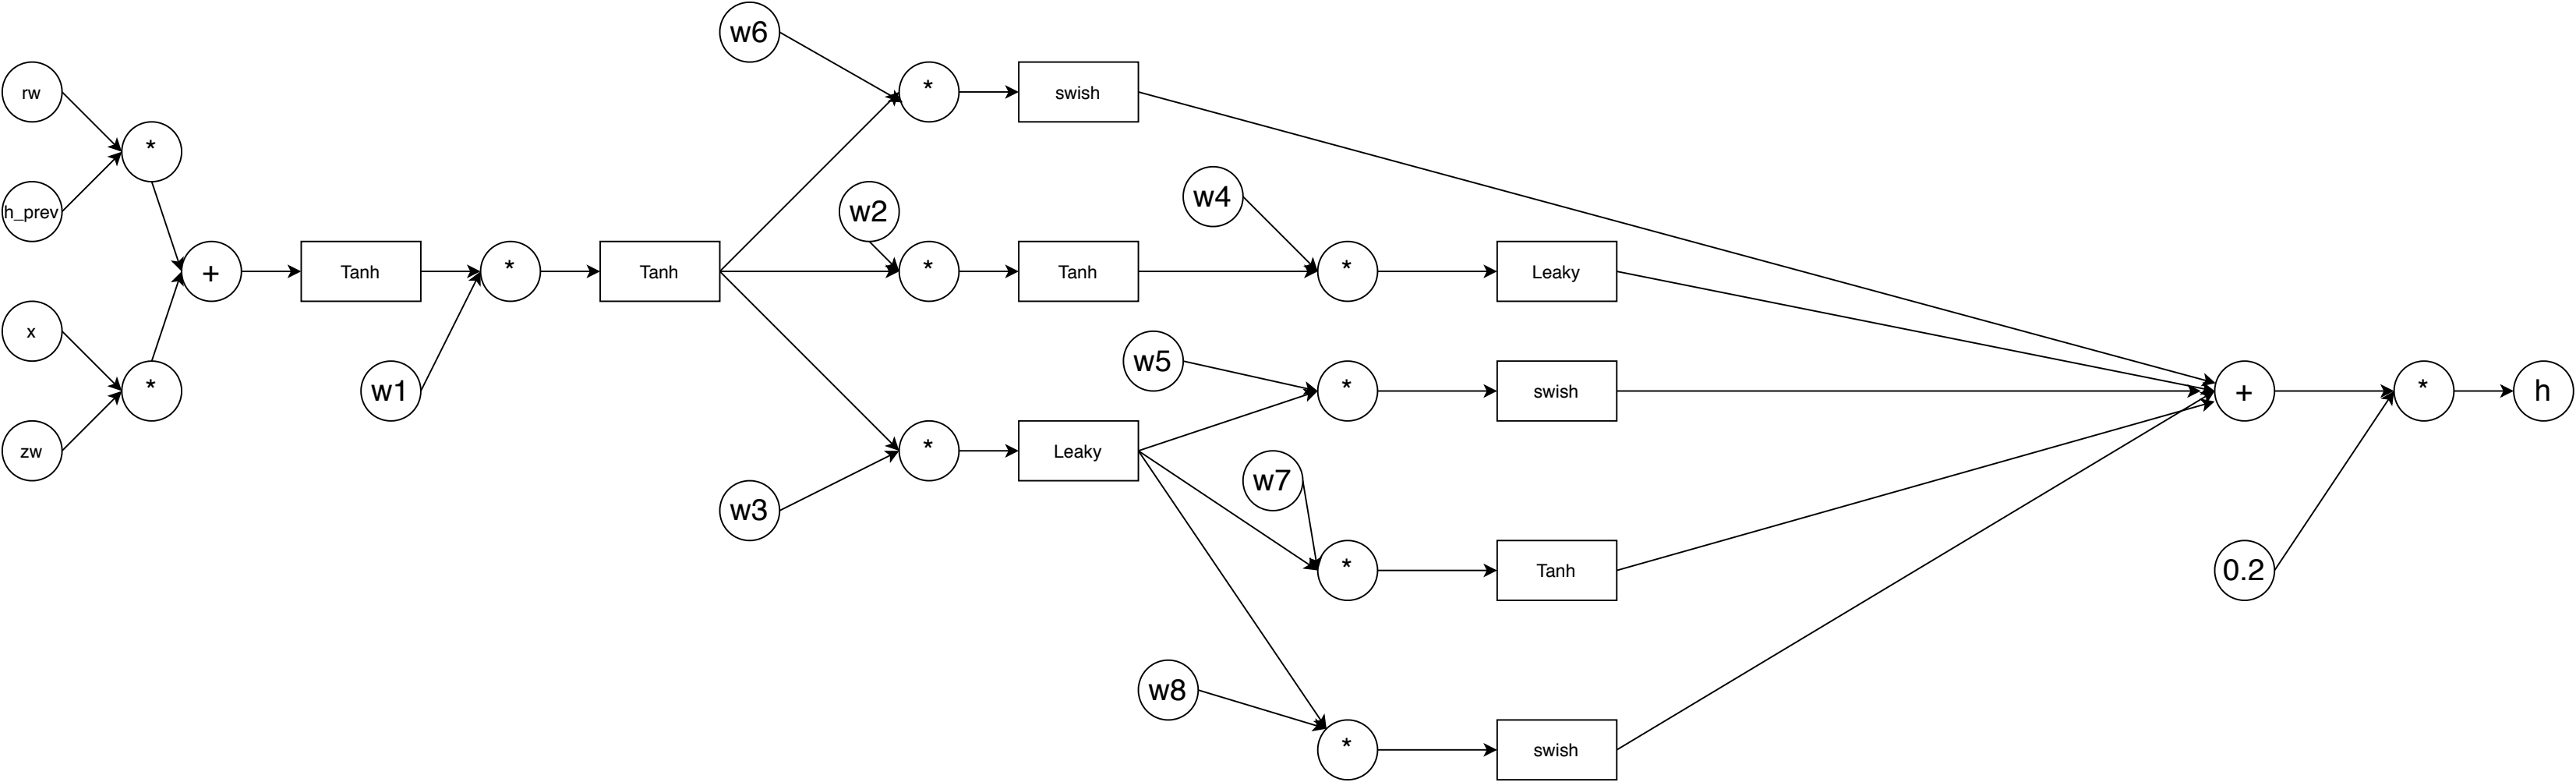 w6
rw
*
swish
*
w4
h_prev
w2
+
Tanh
*
Tanh
*
Tanh
*
Leaky
x
w5
*
w1
*
swish
+
*
h
zw
*
Leaky
w7
w3
*
Tanh
0.2
w8
*
swish